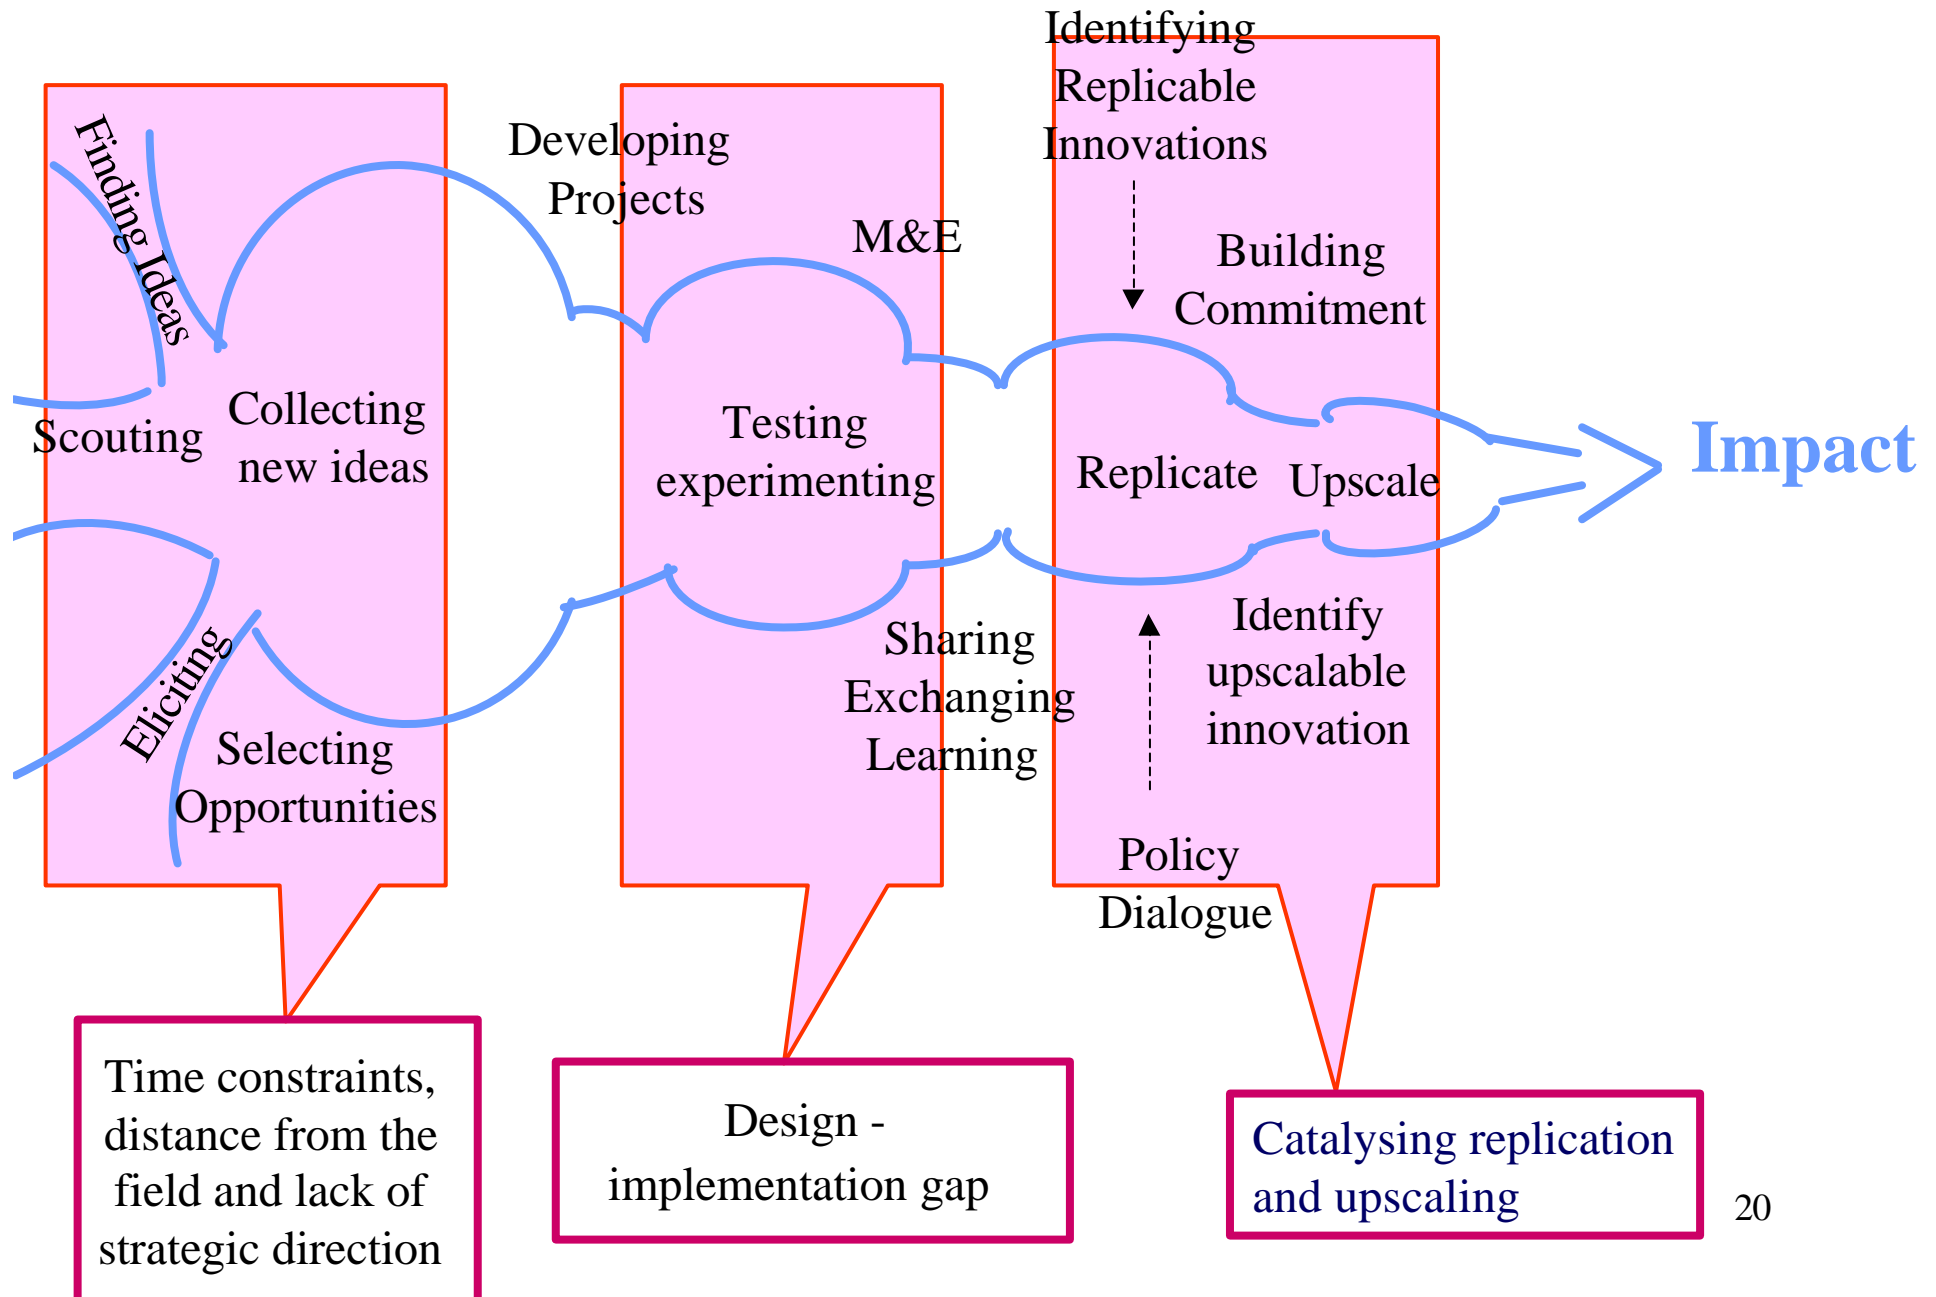 Finding Ideas
Scouting
Collecting
new ideas
Eliciting
Selecting
Opportunities
Developing
Projects
M&E
Testing
experimenting
Sharing
Exchanging
Learning
Identifying
Replicable
Innovations
Building
Commitment
Replicate
Upscale
Identify
upscalable
innovation
Policy
Dialogue
Impact
Time constraints,
distance from the
field and lack of
strategic direction
Design -
implementation gap
Catalysing replication
and upscaling
20